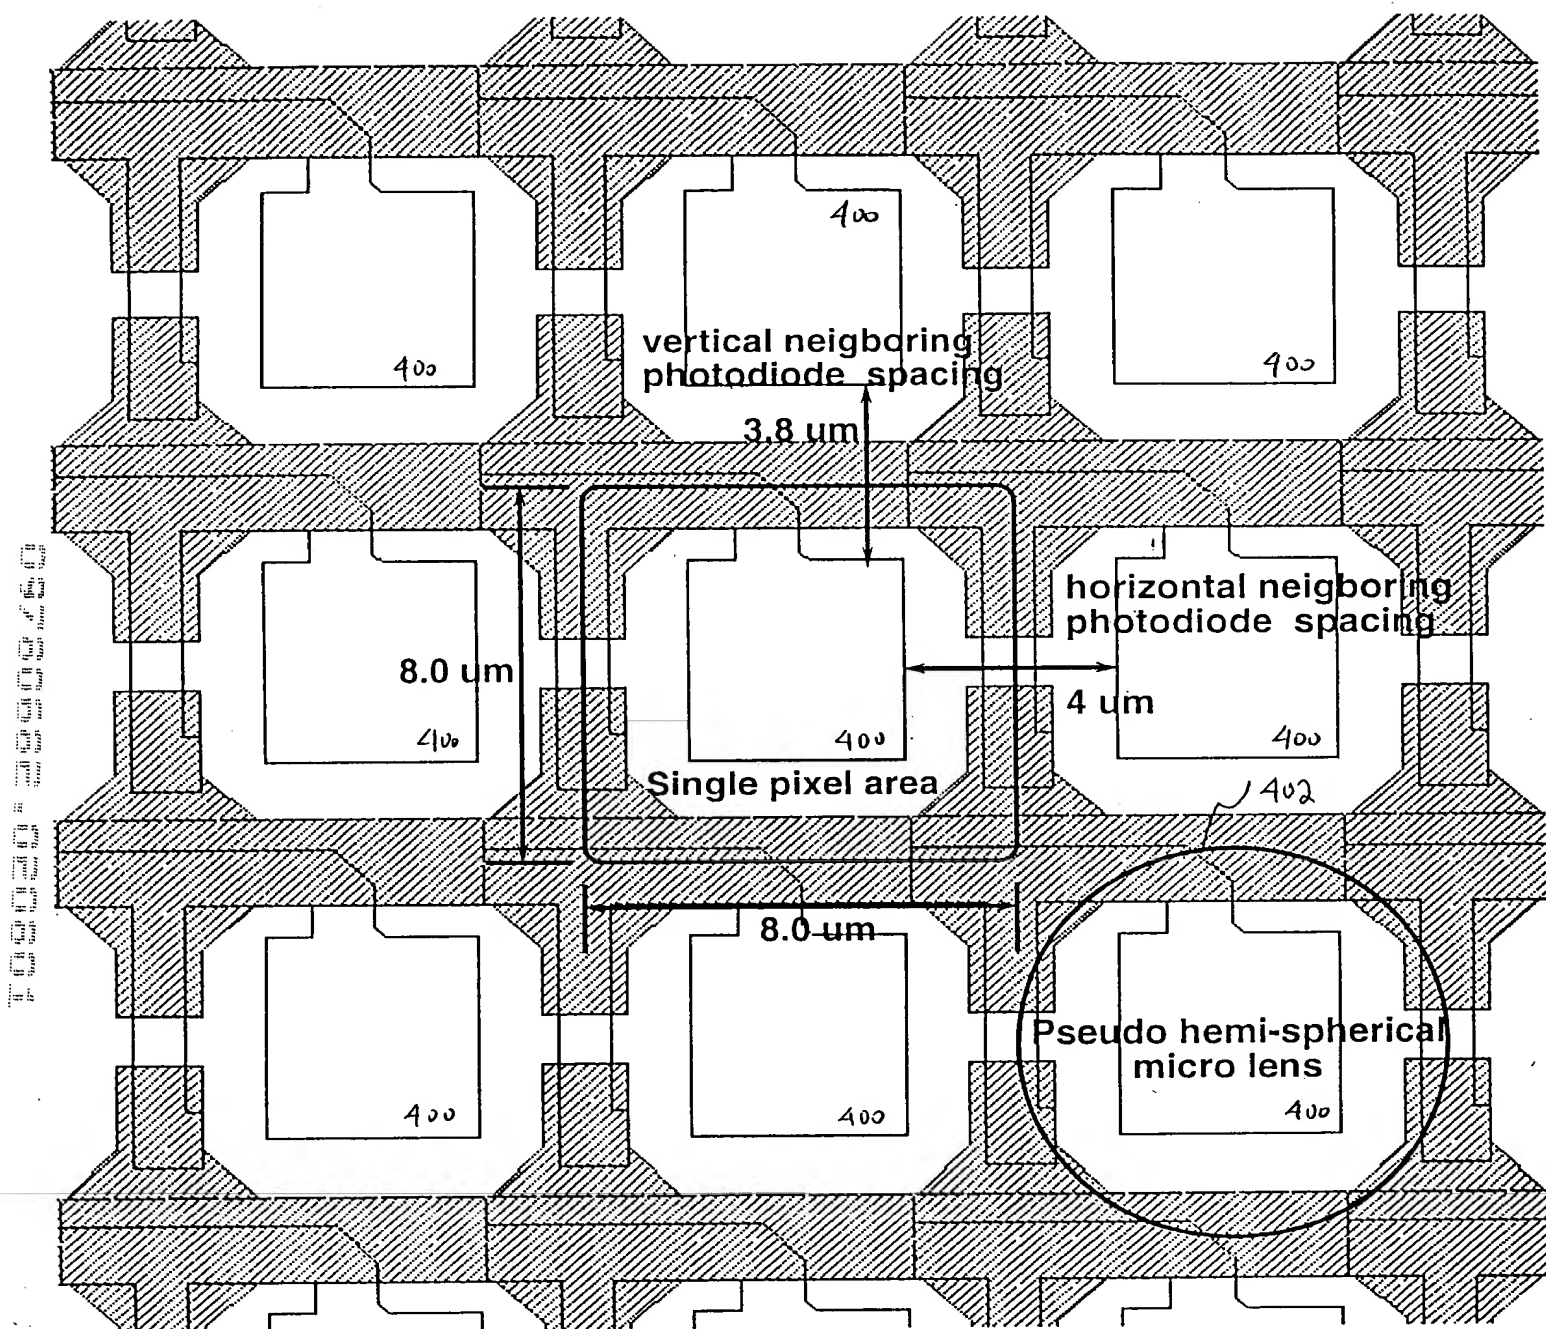 400
vertical neigboring
photodiode spacing
400
400
3.8 um
horizontal neigboring
photodiode spacing
8.0 um
4 um
400
400
400
Single pixel area
402
8.0 um
Pseudo hemi-spherical
micro lens
400
400
400